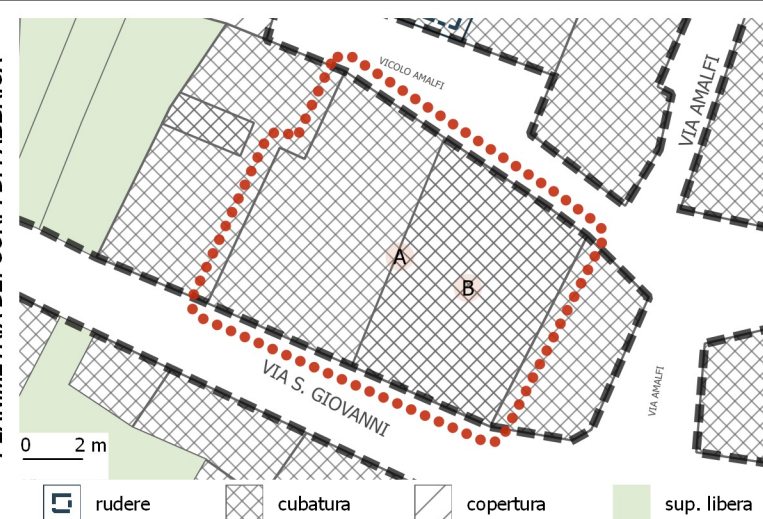 VICOLO AMALFI
VIA AMALFI
A
B
VIA S. GIOVANNI
VIA AMALFI
0 2 m
rudere
cubatura
copertura
sup. libera